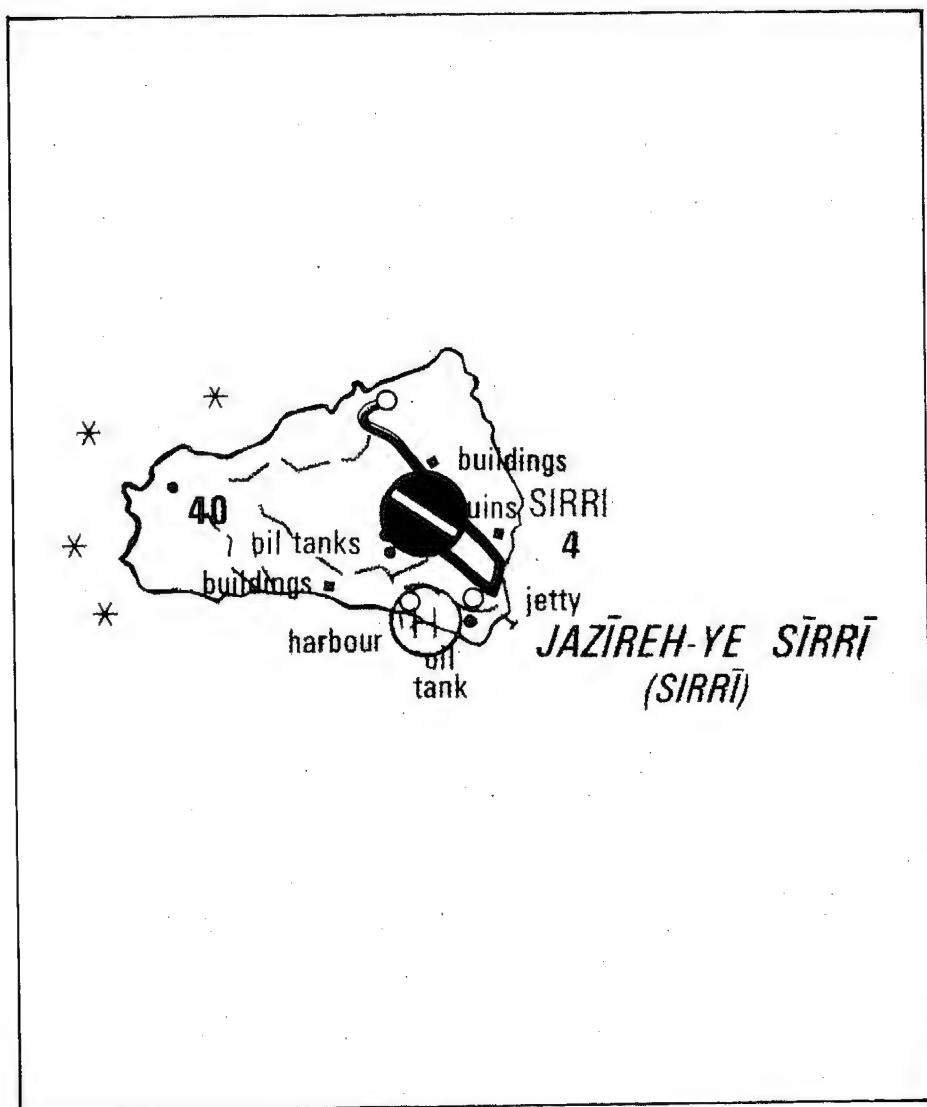 buildings
40
uins SIRRI
oil tanks
4
buildings
jetty
harbour
JAZĪREH-YE SĪRRĪ
oil
tank
(SIRRĪ)